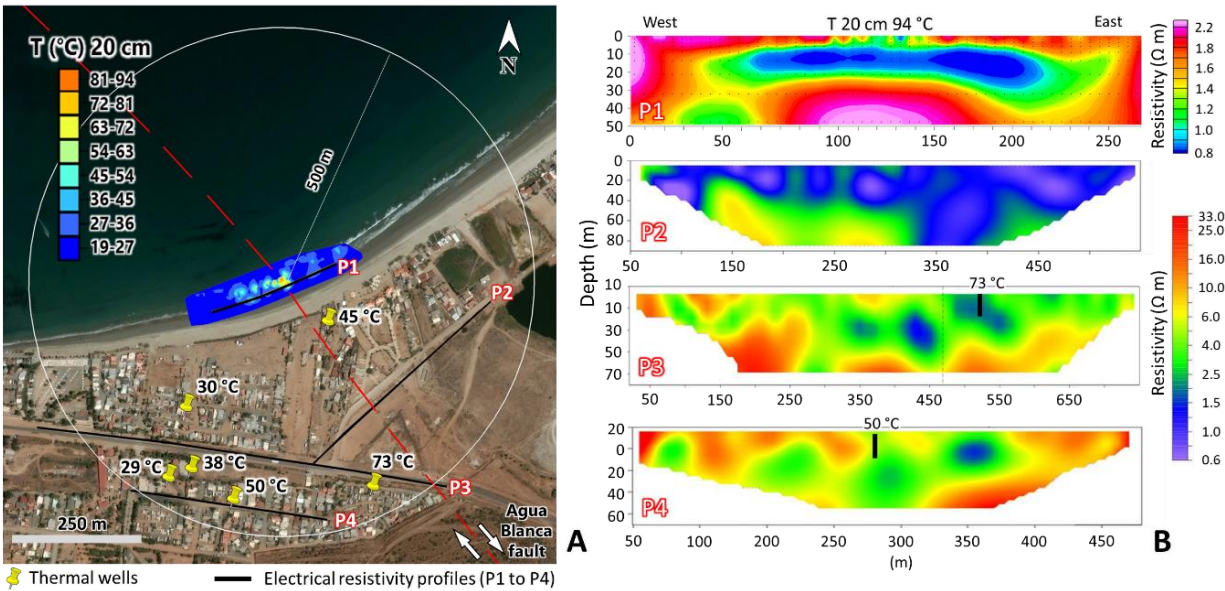 T (°C) 20 cm
81-94
72-81
63-72
54-63
45-54
36-45
27-36
19-27
N
500 m
P1
P2
45 °C
30 °C
29 °C
38 °C
50 °C
73 °C
P3
P4
250 m
Agua
Blanca
fault
A
Thermal wells
Electrical resistivity profiles (P1 to P4)
West
T 20 cm 94 °C
East
0
10
20
30
40
50
P1
0 50 100 150 200 250
Resistivity (Ω m)
2.2
1.8
1.6
1.4
1.2
1.0
0.8
Depth (m)
0
20
40
60
80
P2
50 150 250 350 450
73 °C
10
10
30
50
70
P3
50 150 250 350 450 550 650
50 °C
20
0
20
40
60
P4
50 100 150 200 250 300 350 400 450
(m)
Resistivity (Ω m)
33.0
25.0
15.0
10.0
6.0
4.0
2.5
2.0
1.5
1.0
0.6
B